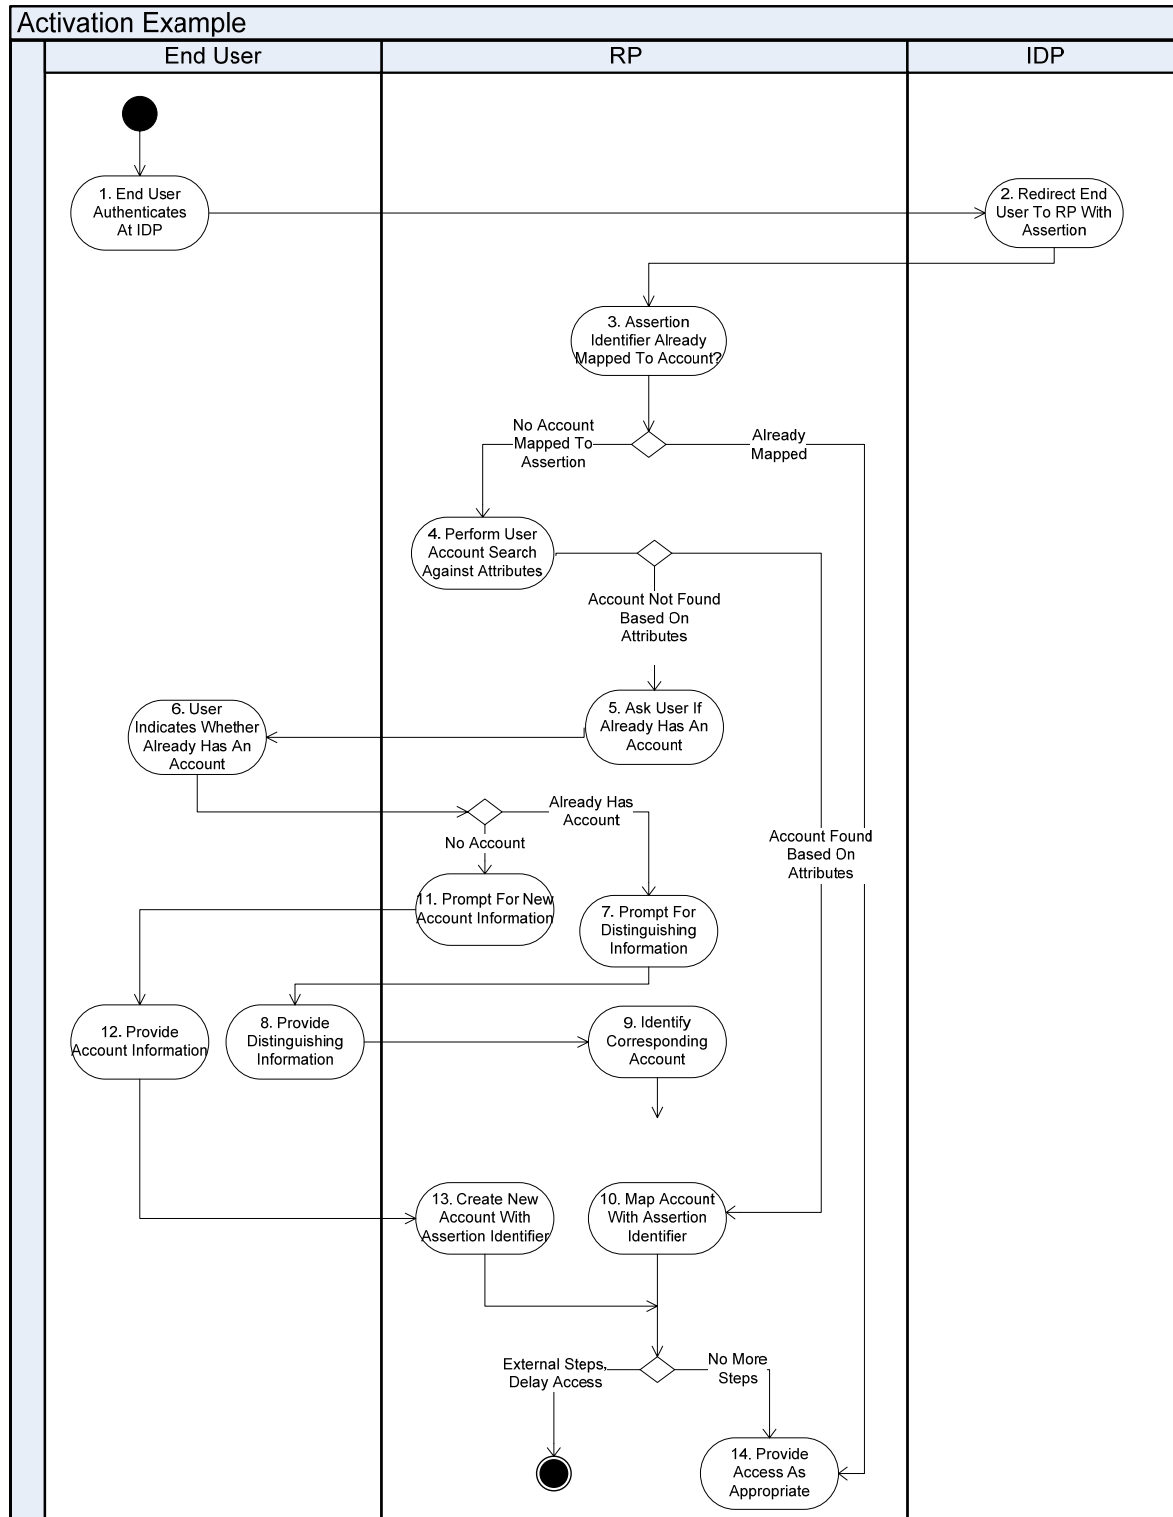 Activation Example
End User
RP
IDP
1. End User
Authenticates
At IDP
2. Redirect End
User To RP With
Assertion
3. Assertion
Identifier Already
Mapped To Account?
No Account
Mapped To
Assertion
Already
Mapped
4. Perform User
Account Search
Against Attributes
Account Not Found
Based On
Attributes
6. User
Indicates Whether
Already Has An
Account
5. Ask User If
Already Has An
Account
Already Has
Account
No Account
Account Found
Based On
Attributes
11. Prompt For New
Account Information
7. Prompt For
Distinguishing
Information
12. Provide
Account Information
8. Provide
Distinguishing
Information
9. Identify
Corresponding
Account
13. Create New
Account With
Assertion Identifier
10. Map Account
With Assertion
Identifier
External Steps,
Delay Access
No More
Steps
14. Provide
Access As
Appropriate